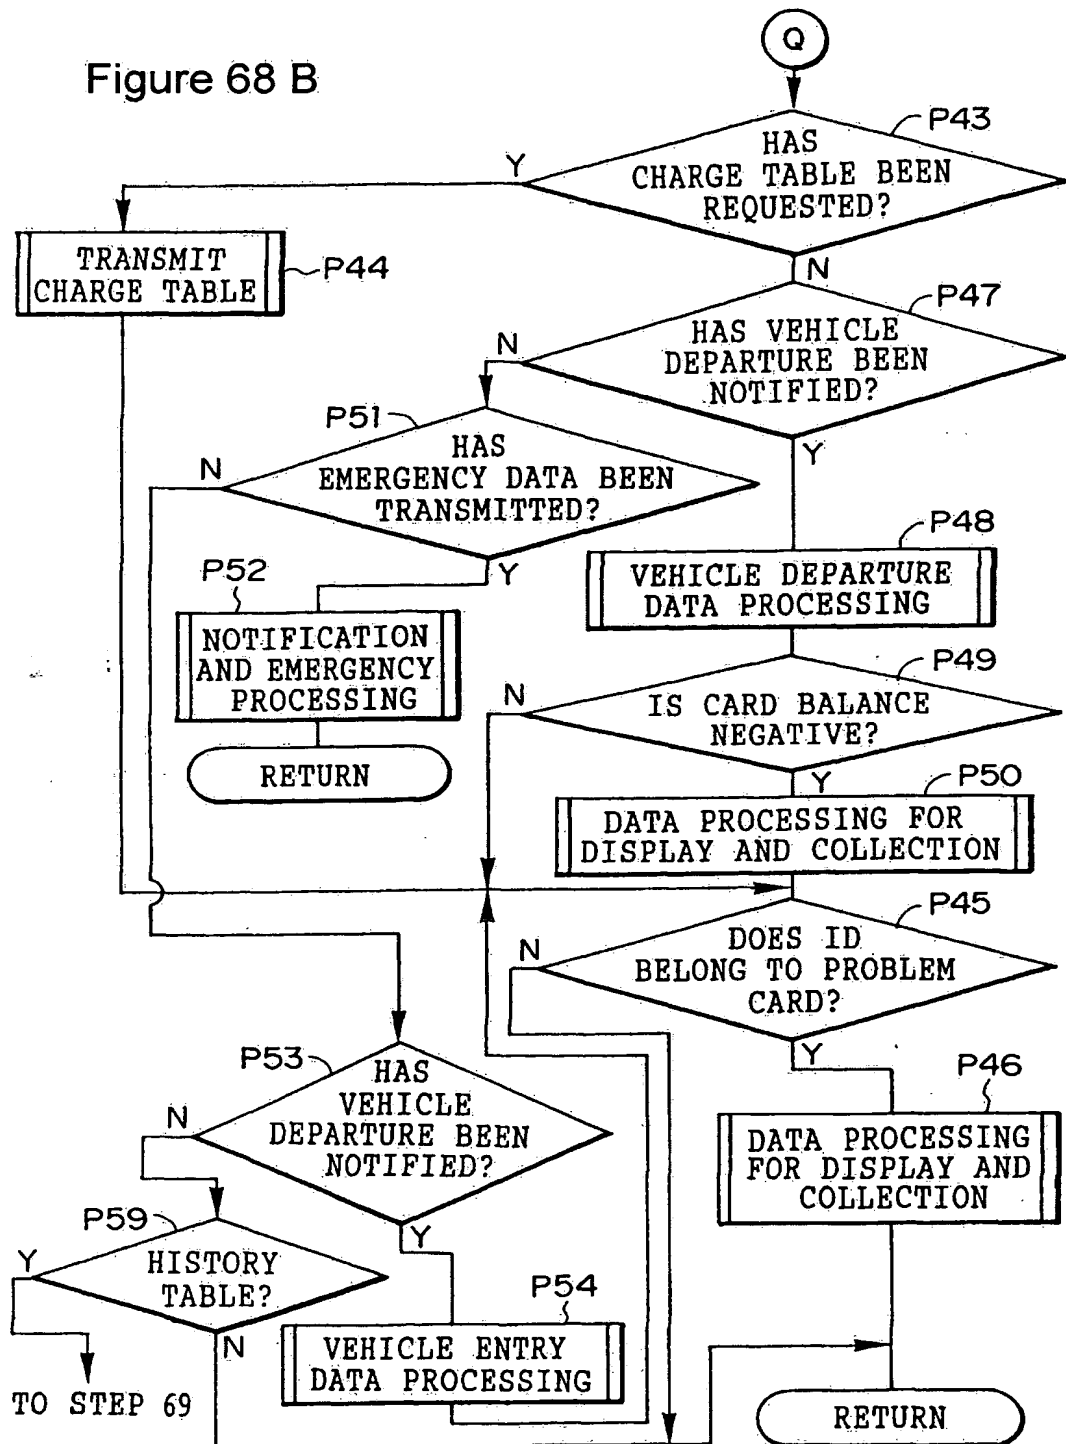 Figure 68 B
Q
P43
HAS
CHARGE TABLE BEEN
REQUESTED?
Y
N
TRANSMIT
CHARGE TABLE
P44
P47
HAS VEHICLE
DEPARTURE BEEN
NOTIFIED?
N
Y
P51
HAS
EMERGENCY DATA BEEN
TRANSMITTED?
N
Y
P48
VEHICLE DEPARTURE
DATA PROCESSING
P52
NOTIFICATION
AND EMERGENCY
PROCESSING
RETURN
P49
IS CARD BALANCE
NEGATIVE?
N
Y
P50
DATA PROCESSING FOR
DISPLAY AND COLLECTION
P45
DOES ID
BELONG TO PROBLEM
CARD?
N
Y
P53
HAS
VEHICLE
DEPARTURE BEEN
NOTIFIED?
N
Y
P46
DATA PROCESSING
FOR DISPLAY AND
COLLECTION
P59
HISTORY
TABLE?
Y
N
P54
VEHICLE ENTRY
DATA PROCESSING
TO STEP 69
RETURN